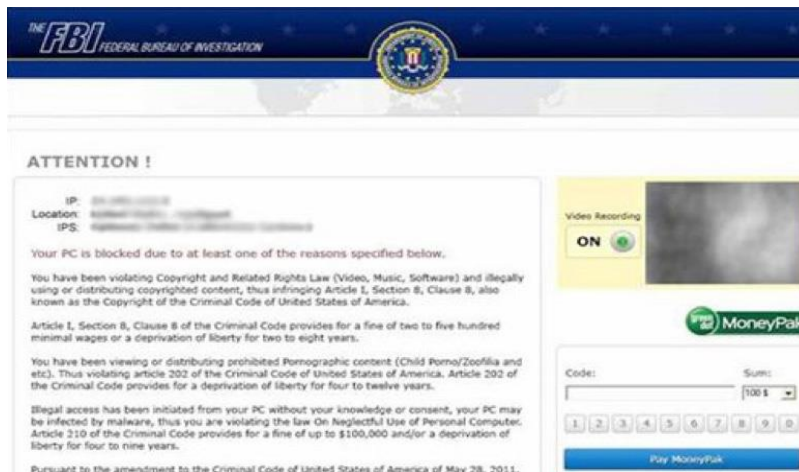 THE FBI FEDERAL BUREAU OF INVESTIGATION
ATTENTION !
IP:
Location:
IPS:
Your PC is blocked due to at least one of the reasons specified below.
You have been violating Copyright and Related Rights Law (Video, Music, Software) and illegally
using or distributing copyrighted content, thus infringing Article I, Section 8, Clause 8, also
known as the Copyright of the Criminal Code of United States of America.
Article I, Section 8, Clause 8 of the Criminal Code provides for a fine of two to five hundred
minimal wages or a deprivation of liberty for two to eight years.
You have been viewing or distributing prohibited Pornographic content (Child Porno/Zoofilia and
etc). Thus violating article 202 of the Criminal Code of United States of America. Article 202 of
the Criminal Code provides for a deprivation of liberty for four to twelve years.
Illegal access has been initiated from your PC without your knowledge or consent, your PC may
be infected by malware, thus you are violating the law On Neglectful Use of Personal Computer.
Article 210 of the Criminal Code provides for a fine of up to $100,000 and/or a deprivation of
liberty for four to nine years.
Pursuant to the amendment to the Criminal Code of United States of America of May 28, 2011,
Video Recording
ON
MoneyPak
Code: Sum:
100 $
1 2 3 4 5 6 7 8 9 0
Pay MoneyPak